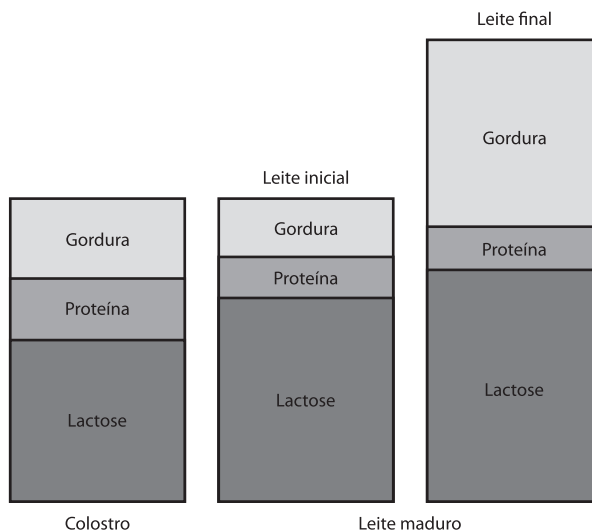 Leite final
Gordura
Leite inicial
Gordura
Gordura
Proteína
Proteína
Proteína
Lactose
Lactose
Lactose
Colostro
Leite maduro